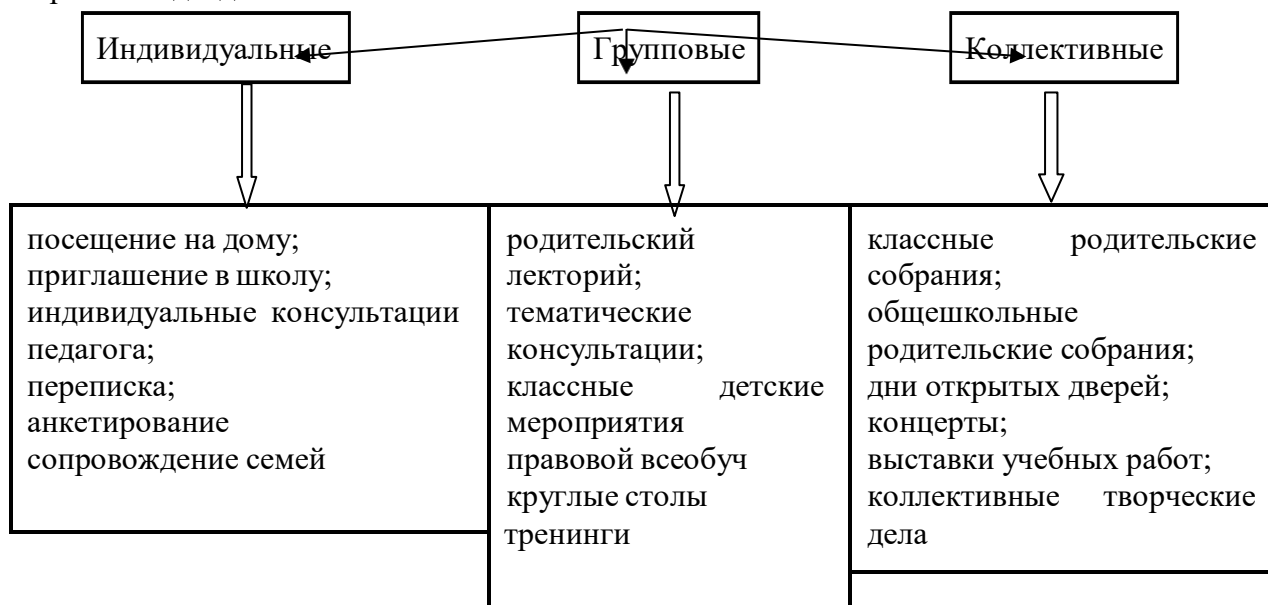 Индивидуальные
Групповые
Коллективные
посещение на дому;
приглашение в школу;
индивидуальные консультации
педагога;
переписка;
анкетирование
сопровождение семей
родительский
лекторий;
тематические
консультации;
классные детские
мероприятия
правовой всеобуч
круглые столы
тренинги
классные родительские
собрания;
общешкольные
родительские собрания;
дни открытых дверей;
концерты;
выставки учебных работ;
коллективные творческие
дела